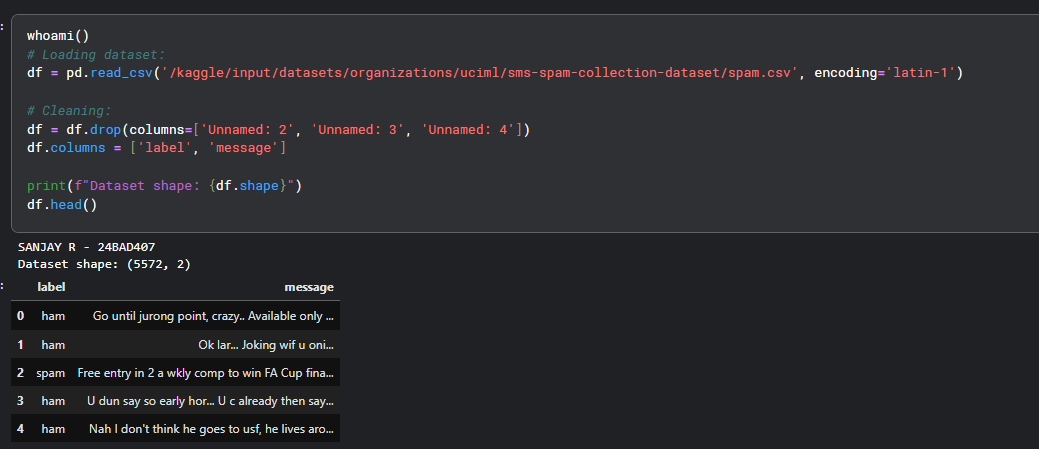 :
whoami()
# Loading dataset:
df = pd.read_csv('/kaggle/input/datasets/organizations/uciml/sms-spam-collection-dataset/spam.csv', encoding='latin-1')
# Cleaning:
df = df.drop(columns=['Unnamed: 2', 'Unnamed: 3', 'Unnamed: 4'])
df.columns = ['label', 'message']
print(f"Dataset shape: {df.shape}")
df.head()
SANJAY R - 24BAD407
Dataset shape: (5572, 2)
:
label message
0 ham Go until jurong point, crazy.. Available only ...
1 ham Ok lar... Joking wif u oni...
2 spam Free entry in 2 a wkly comp to win FA Cup fina...
3 ham U dun say so early hor... U c already then say...
4 ham Nah I don't think he goes to usf, he lives aro...